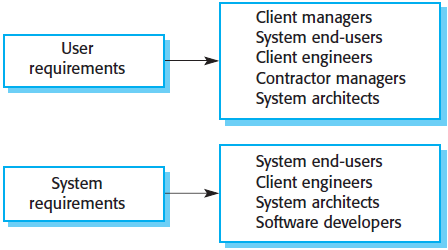 User
requirements
Client managers
System end-users
Client engineers
Contractor managers
System architects
System
requirements
System end-users
Client engineers
System architects
Software developers